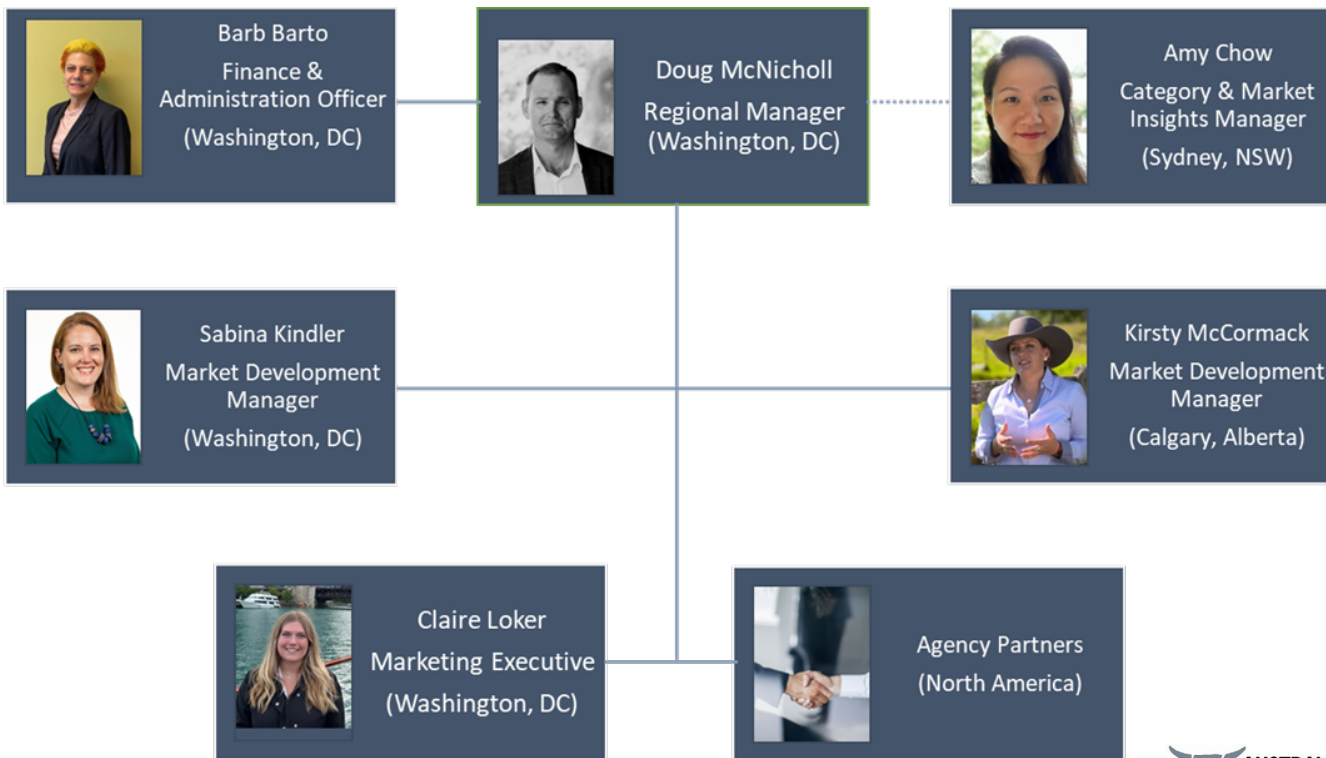 Barb Barto
Finance &
Administration Officer
(Washington, DC)
Doug McNicholl
Regional Manager
(Washington, DC)
Amy Chow
Category & Market
Insights Manager
(Sydney, NSW)
Sabina Kindler
Market Development
Manager
(Washington, DC)
Kirsty McCormack
Market Development
Manager
(Calgary, Alberta)
Claire Loker
Marketing Executive
(Washington, DC)
Agency Partners
(North America)